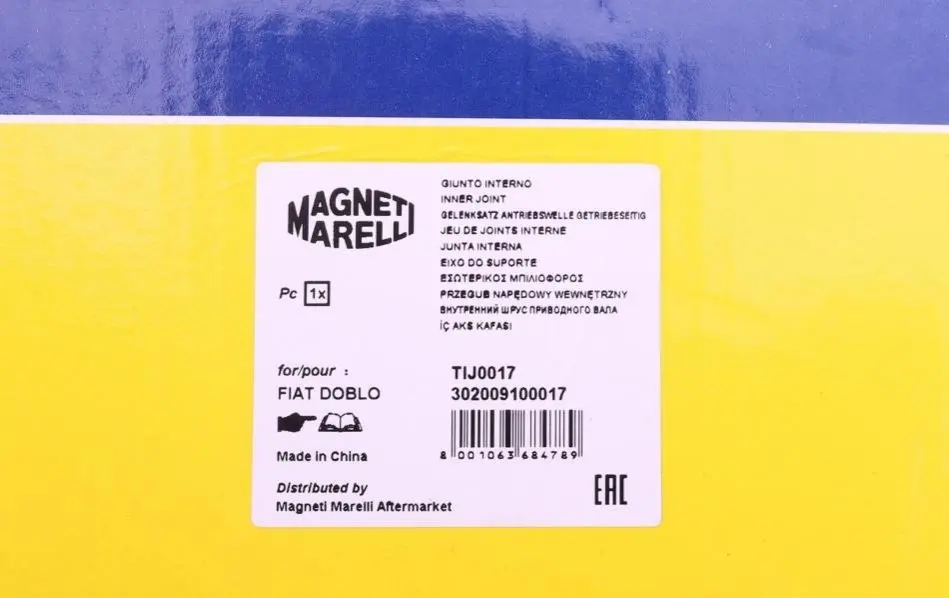 MAGNETI
MARELLI
GIUNTO INTERNO
INNER JOINT
GELENKSATZ ANTRIEBSWELLE GETRIEBESEITIG
JEU DE JOINTS INTERNE
JUNTA INTERNA
EIXO DO SUPORTE
ΕΣΩΤΕΡΙΚΟΣ ΜΠΙΛΙΟΦΟΡΟΣ
PRZEGUB NAPĘDOWY WEWNĘTRZNY
ВНУТРЕННИЙ ШРУС ПРИВОДНОГО ВАЛА
İÇ AKS KAFASI
Pc 1x
for/pour :
FIAT DOBLO
TIJ0017
302009100017
8 001063 684789
Made in China
Distributed by
Magneti Marelli Aftermarket
EAC